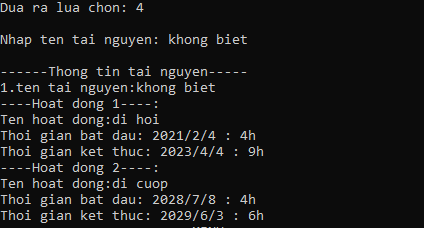 Dua ra lua chon: 4
Nhap ten tai nguyen: khong biet
------Thong tin tai nguyen-----
1.ten tai nguyen:khong biet
----Hoat dong 1----:
Ten hoat dong:di hoi
Thoi gian bat dau: 2021/2/4 : 4h
Thoi gian ket thuc: 2023/4/4 : 9h
----Hoat dong 2----:
Ten hoat dong:di cuop
Thoi gian bat dau: 2028/7/8 : 4h
Thoi gian ket thuc: 2029/6/3 : 6h